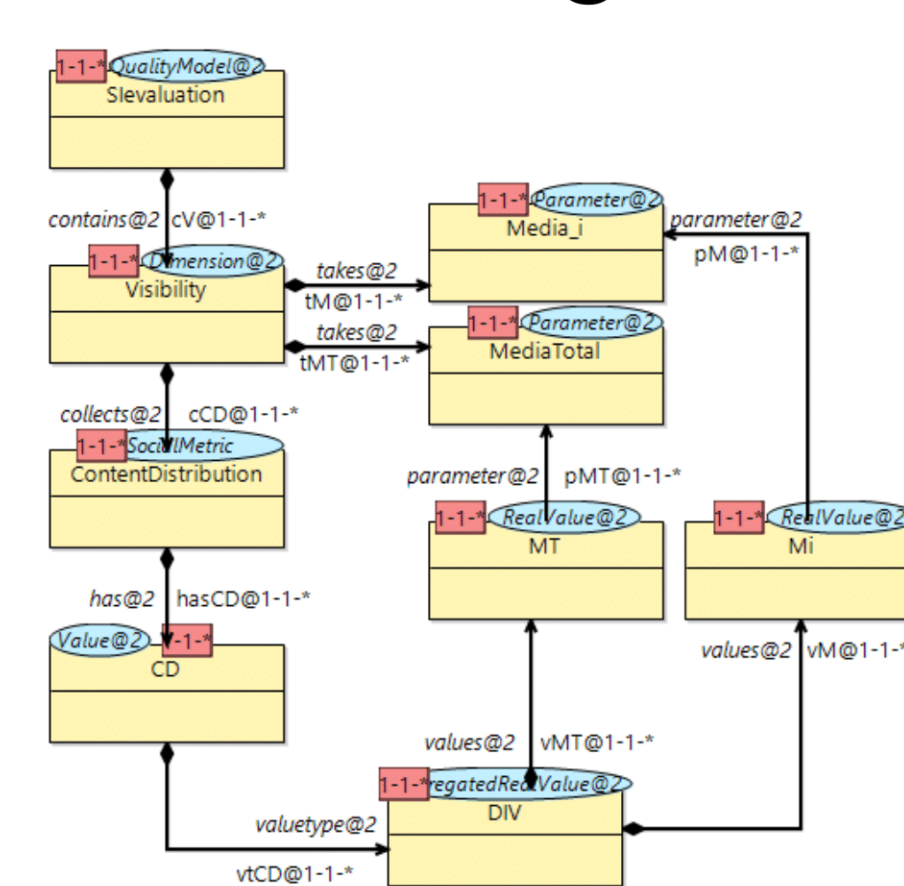 1-1-* QualityModel@2
SIevaluation
contains@2 cV@1-1-*
1-1-* Parameter@2
Media_i
parameter@2
pM@1-1-*
1-1-* Dimension@2
Visibility
takes@2
tM@1-1-*
1-1-* Parameter@2
MediaTotal
takes@2
tMT@1-1-*
collects@2 cCD@1-1-*
1-1-* SocialMetric
ContentDistribution
parameter@2 pMT@1-1-*
1-1-* RealValue@2
MT
1-1-* RealValue@2
Mi
has@2 hasCD@1-1-*
Value@2 1-1-*
CD
values@2 vM@1-1-*
values@2 vMT@1-1-*
1-1-* regatedRealValue@2
DIV
valuetype@2
vtCD@1-1-*